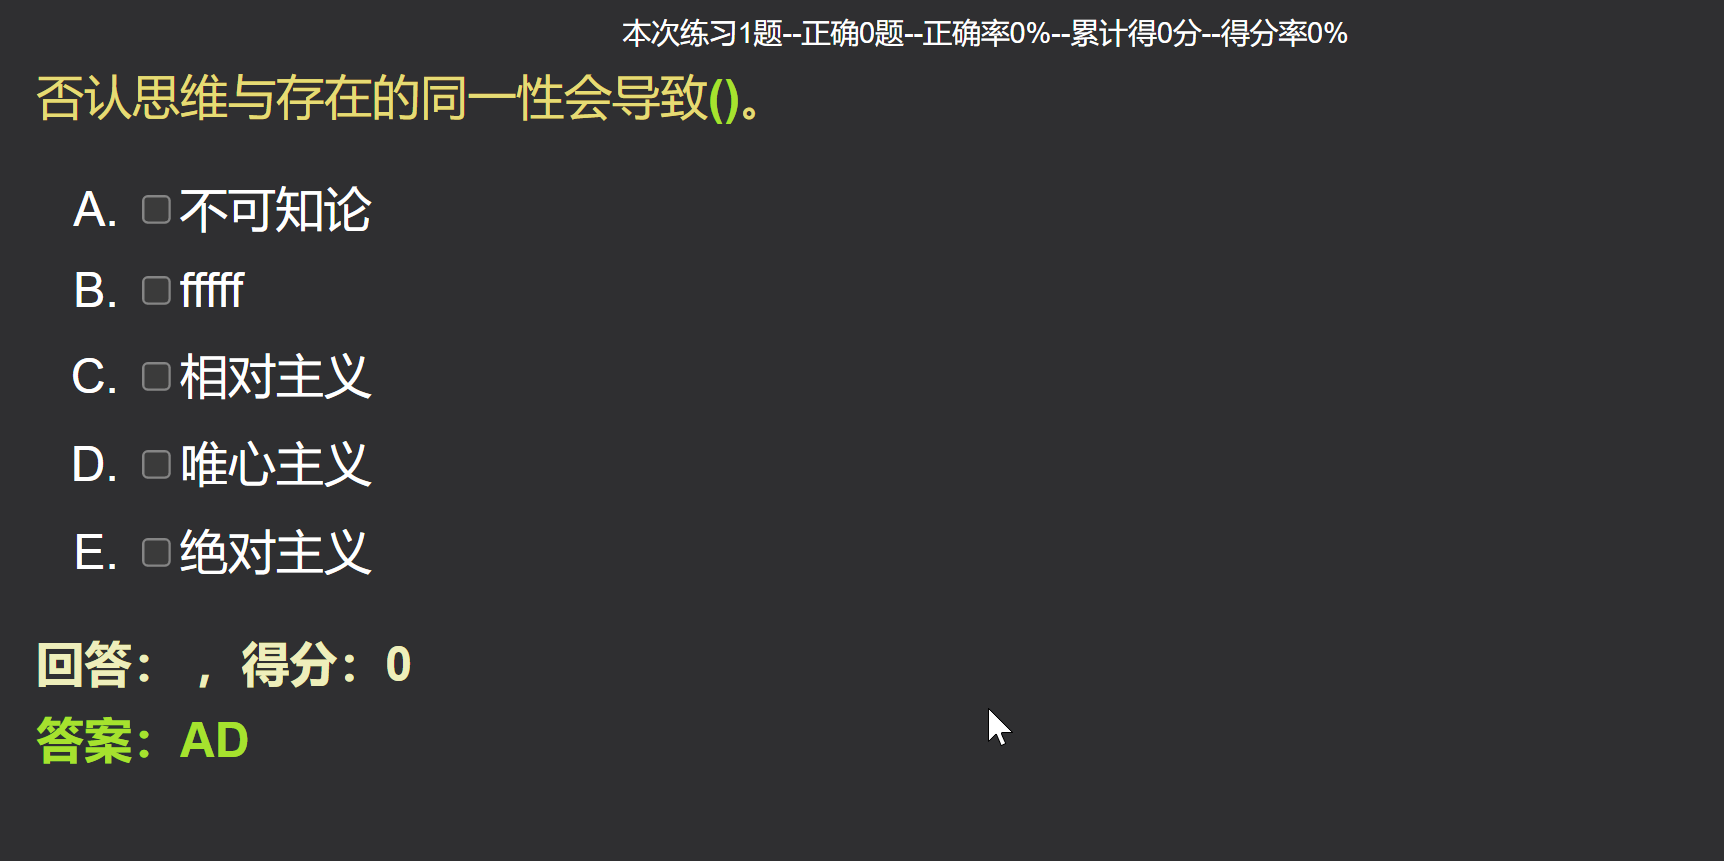 本次练习1题--正确0题--正确率0%--累计得0分--得分率0%
否认思维与存在的同一性会导致()。
A. 不可知论
B. fffff
C. 相对主义
D. 唯心主义
E. 绝对主义
回答： ，得分：0
答案：AD